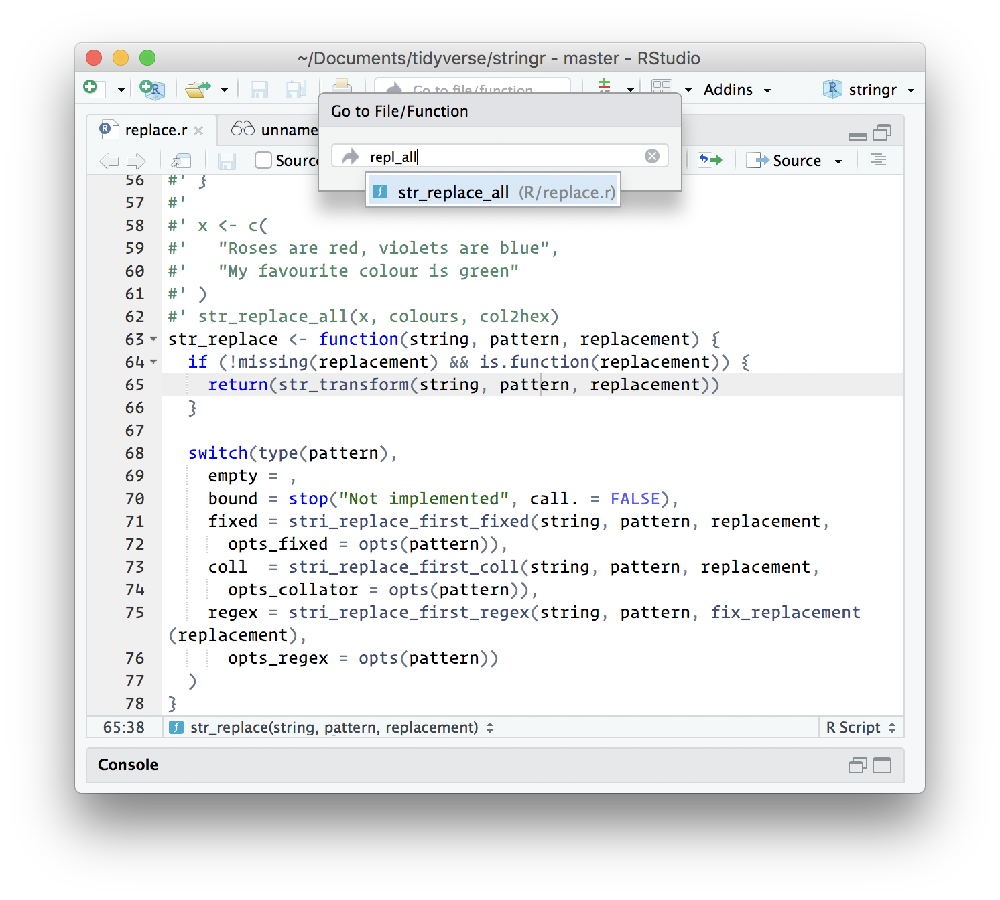 ~/Documents/tidyverse/stringr - master - RStudio
Go to file/function
Addins
stringr
Go to File/Function
replace.r
unname
repl_all
Sourc
Source
str_replace_all (R/replace.r)
56 #' }
57 #'
58 #' x <- c(
59 #'   "Roses are red, violets are blue",
60 #'   "My favourite colour is green"
61 #' )
62 #' str_replace_all(x, colours, col2hex)
63 str_replace <- function(string, pattern, replacement) {
64   if (!missing(replacement) && is.function(replacement)) {
65     return(str_transform(string, pattern, replacement))
66   }
67
68   switch(type(pattern),
69     empty = ,
70     bound = stop("Not implemented", call. = FALSE),
71     fixed = stri_replace_first_fixed(string, pattern, replacement,
72       opts_fixed = opts(pattern)),
73     coll  = stri_replace_first_coll(string, pattern, replacement,
74       opts_collator = opts(pattern)),
75     regex = stri_replace_first_regex(string, pattern, fix_replacement
(replacement),
76       opts_regex = opts(pattern))
77   )
78 }
65:38
str_replace(string, pattern, replacement)
R Script
Console